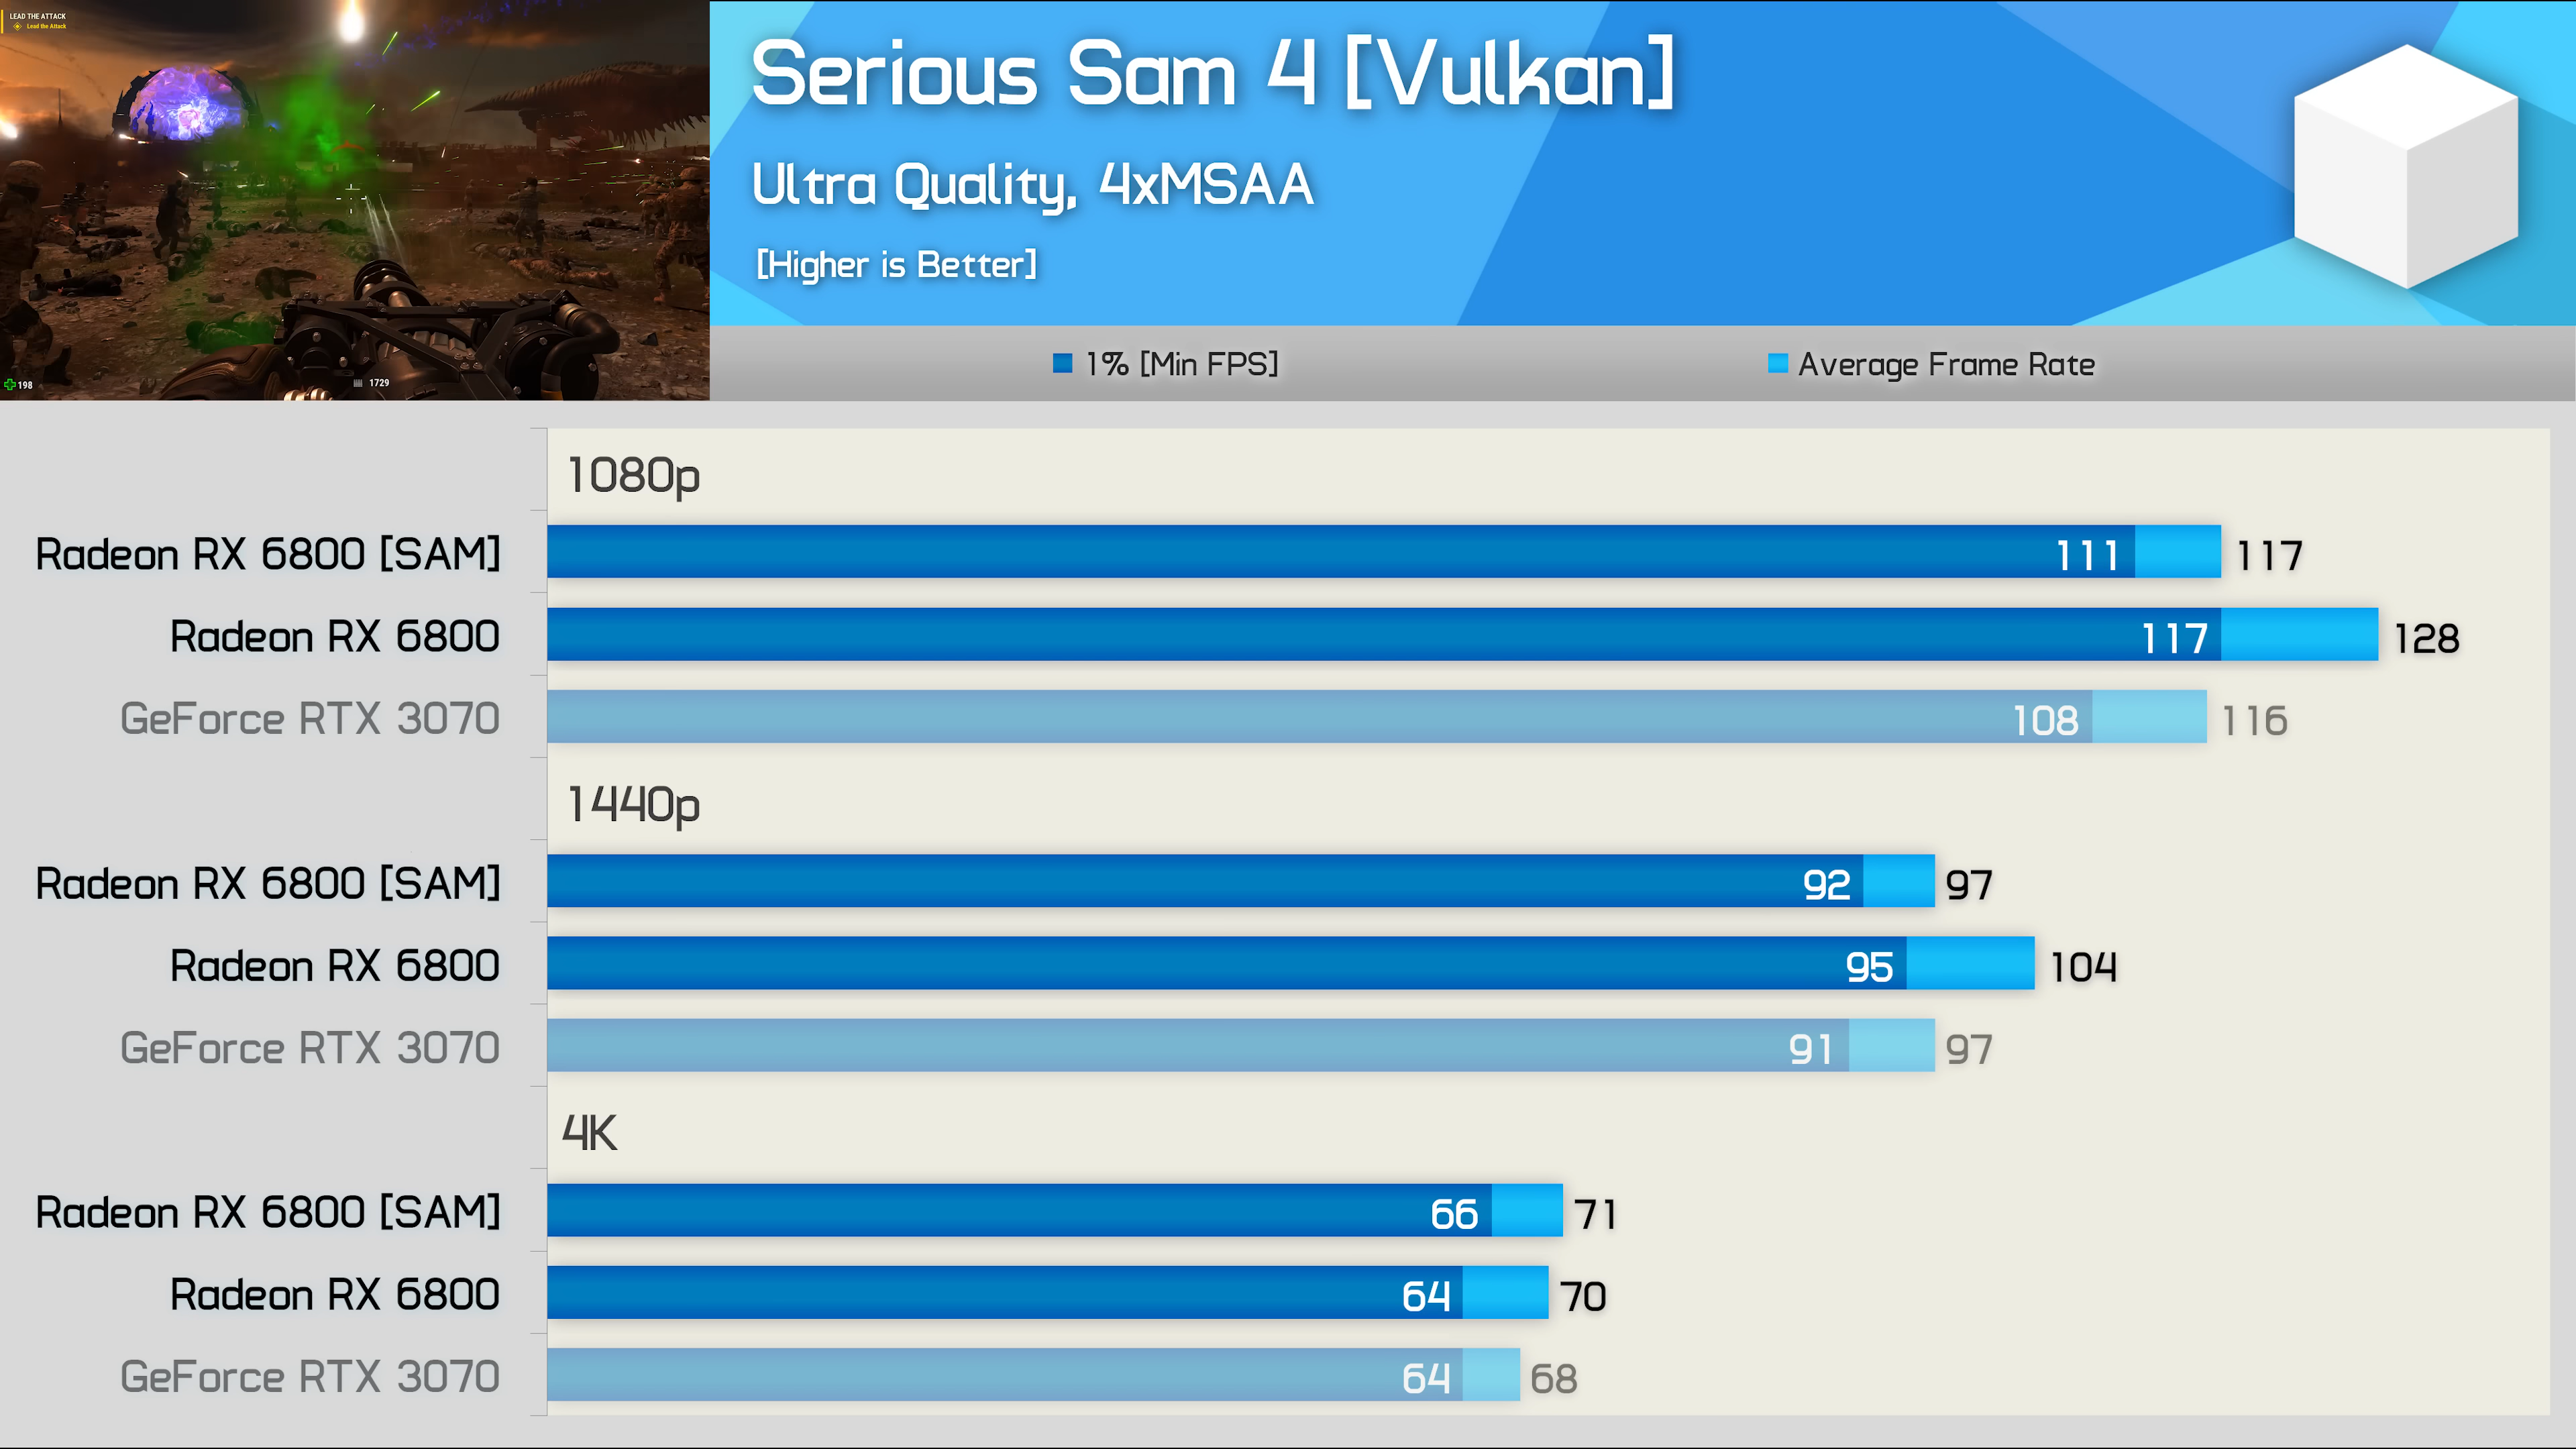 LEAD THE ATTACK
Lead the Attack
198
1729
Serious Sam 4 [Vulkan]
Ultra Quality, 4xMSAA
[Higher is Better]
1% [Min FPS]
Average Frame Rate
1080p
Radeon RX 6800 [SAM] 111 117
Radeon RX 6800 117 128
GeForce RTX 3070 108 116
1440p
Radeon RX 6800 [SAM] 92 97
Radeon RX 6800 95 104
GeForce RTX 3070 91 97
4K
Radeon RX 6800 [SAM] 66 71
Radeon RX 6800 64 70
GeForce RTX 3070 64 68